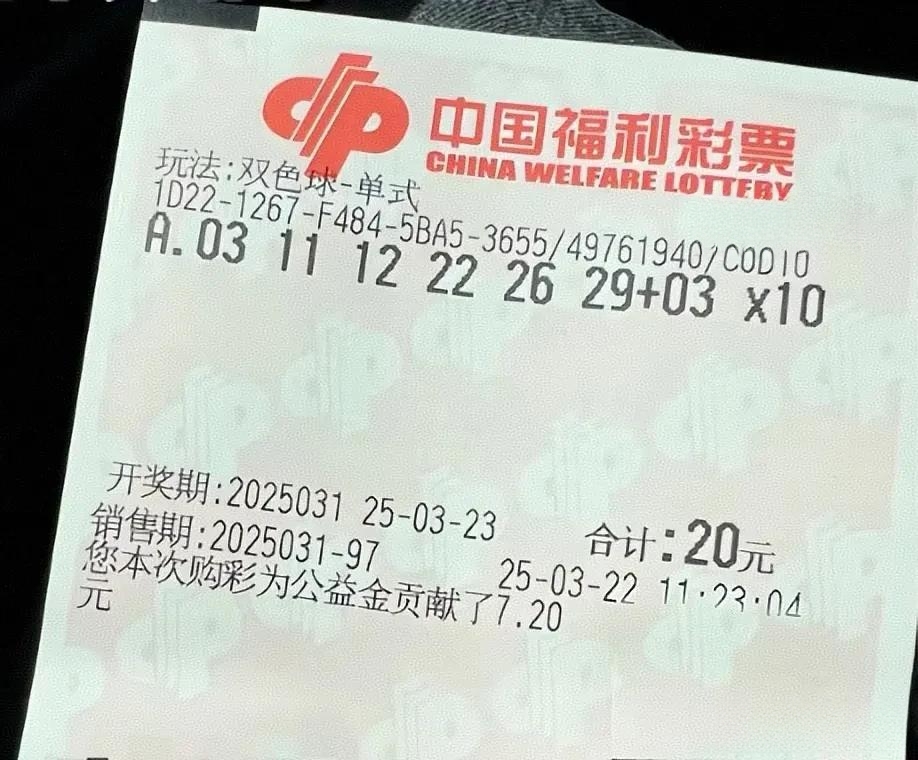 中国福利彩票
CHINA WELFARE LOTTERY
玩法:双色球-单式
1D22-1267-F484-5BA5-3655/49761940/C0D10
A.03 11 12 22 26 29+03 x10
开奖期:2025031 25-03-23
合计:20元
销售期:2025031-97
25-03-22 11:23:04
您本次购彩为公益金贡献了7.20
元